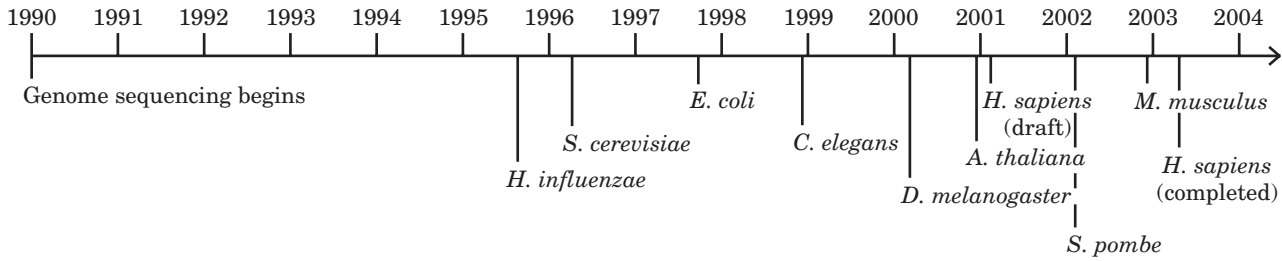 1990 1991 1992 1993 1994 1995 1996 1997 1998 1999 2000 2001 2002 2003 2004
Genome sequencing begins
E. coli
H. sapiens
(draft)
M. musculus
S. cerevisiae
C. elegans
A. thaliana
H. influenzae
D. melanogaster
H. sapiens
(completed)
S. pombe